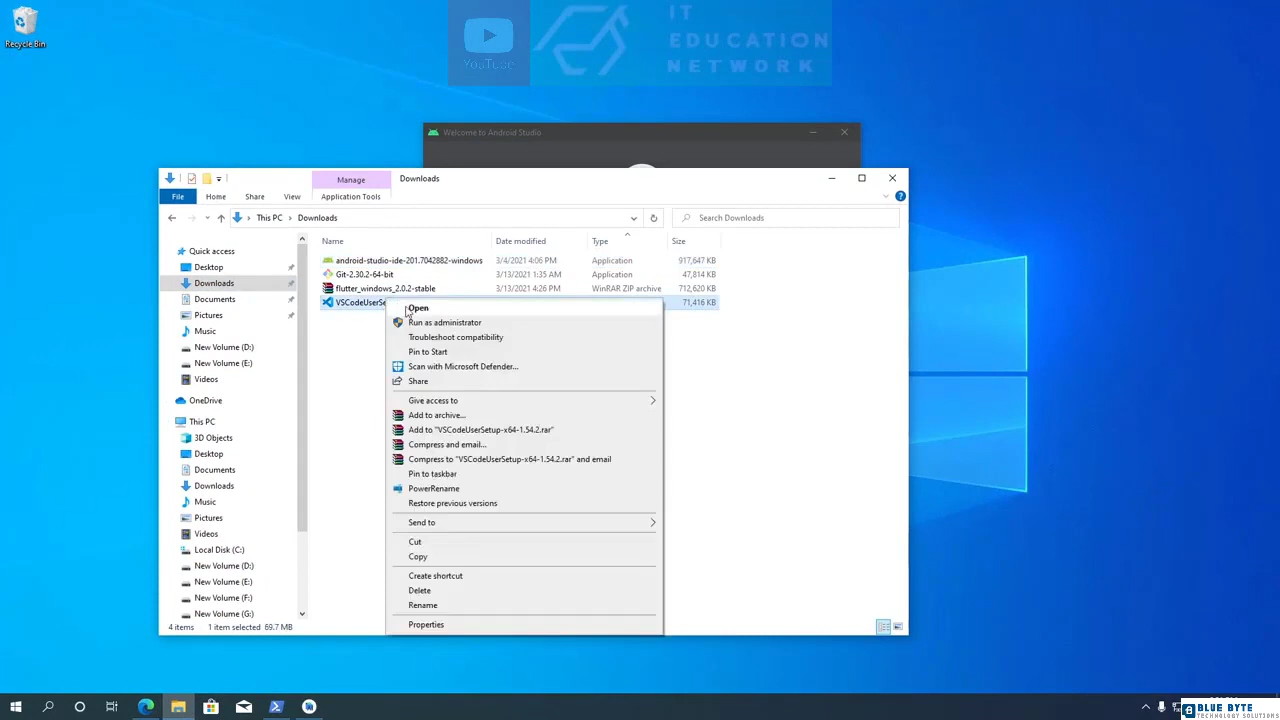 Recycle Bin
YouTube
IT
EDUCATION
NETWORK
Welcome to Android Studio
Manage
Downloads
File
Home
Share
View
Application Tools
This PC
Downloads
Search Downloads
Name
Date modified
Type
Size
Quick access
Desktop
Downloads
Documents
Pictures
Music
New Volume (D:)
New Volume (E:)
Videos
OneDrive
This PC
3D Objects
Desktop
Documents
Downloads
Music
Pictures
Videos
Local Disk (C:)
New Volume (D:)
New Volume (E:)
New Volume (F:)
New Volume (G:)
android-studio-ide-201.7042882-windows
3/4/2021 4:06 PM
Application
917,647 KB
Git-2.30.2-64-bit
3/13/2021 1:35 AM
Application
47,814 KB
flutter_windows_2.0.2-stable
3/13/2021 4:26 PM
WinRAR ZIP archive
712,620 KB
VSCodeUserSe
71,416 KB
Open
Run as administrator
Troubleshoot compatibility
Pin to Start
Scan with Microsoft Defender...
Share
Give access to
Add to archive...
Add to "VSCodeUserSetup-x64-1.54.2.rar"
Compress and email...
Compress to "VSCodeUserSetup-x64-1.54.2.rar" and email
Pin to taskbar
PowerRename
Restore previous versions
Send to
Cut
Copy
Create shortcut
Delete
Rename
Properties
4 items
1 item selected 69.7 MB
BLUE BYTE
TECHNOLOGY SOLUTIONS